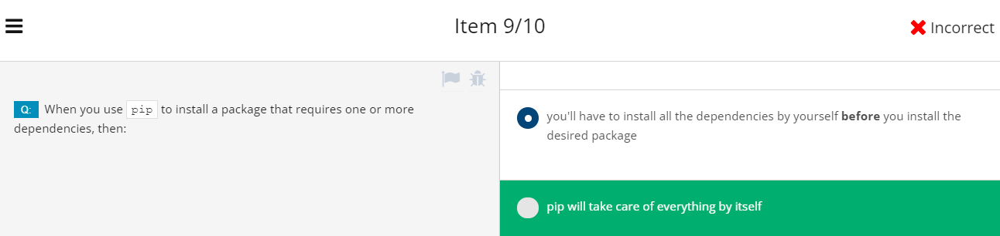 Item 9/10
Incorrect
Q: When you use pip to install a package that requires one or more
dependencies, then:
you'll have to install all the dependencies by yourself before you install the
desired package
pip will take care of everything by itself